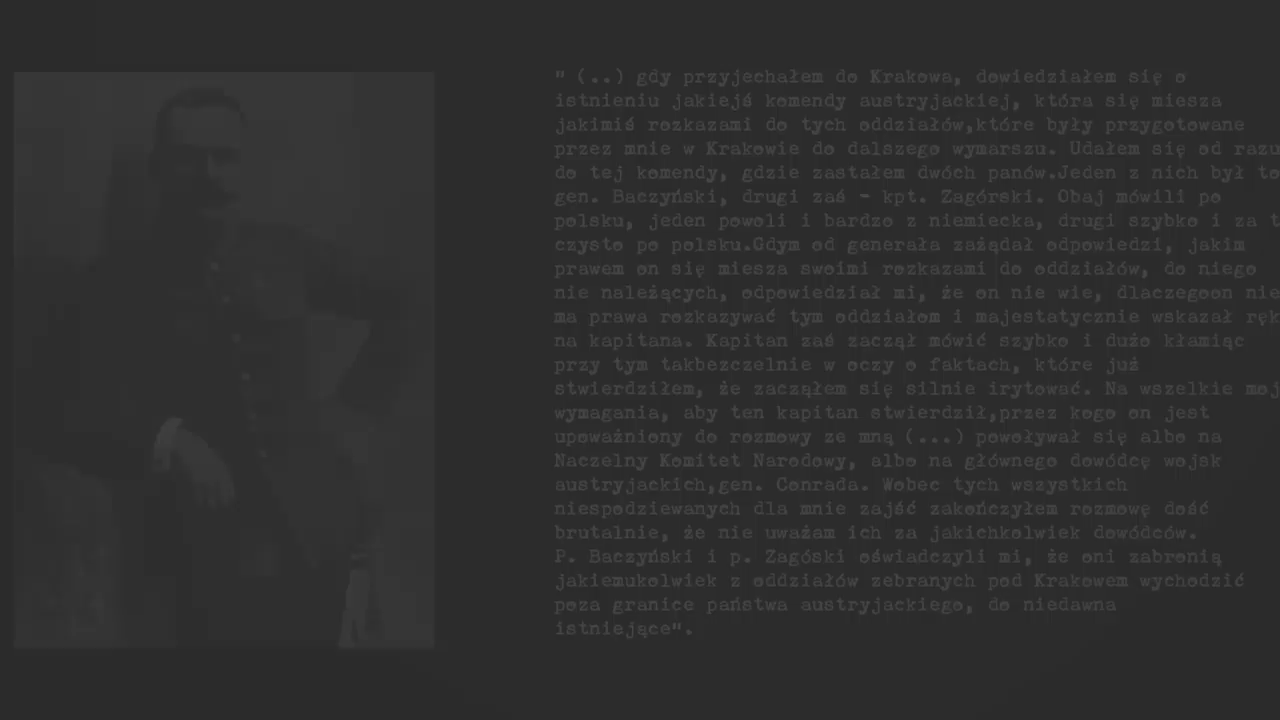 " (..) gdy przyjechałem do Krakowa, dowiedziałem się o
istnieniu jakiejś komendy austryjackiej, która się miesza
jakimiś rozkazami do tych oddziałów,które były przygotowane
przez mnie w Krakowie do dalszego wymarszu. Udałem się od razu
do tej komendy, gdzie zastałem dwóch panów.Jeden z nich był to
gen. Baczyński, drugi zaś - kpt. Zagórski. Obaj mówili po
polsku, jeden powoli i bardzo z niemiecka, drugi szybko i za
czysto po polsku.Gdym od generała zażądał odpowiedzi, jakim
prawem on się miesza swoimi rozkazami do oddziałów, do niego
nie należących, odpowiedział mi, że on nie wie, dlaczegoon nie
ma prawa rozkazywać tym oddziałom i majestatycznie wskazał
na kapitana. Kapitan zaś zaczął mówić szybko i dużo kłamiąc
przy tym takbezczelnie w oczy o faktach, które już
stwierdziłem, że zacząłem się silnie irytować. Na wszelkie
wymagania, aby ten kapitan stwierdził,przez kogo on jest
upoważniony do rozmowy ze mną (...) powoływał się albo na
Naczelny Komitet Narodowy, albo na głównego dowódcę wojsk
austryjackich,gen. Conrada. Wobec tych wszystkich
niespodziewanych dla mnie zajść zakończyłem rozmowę dość
brutalnie, że nie uważam ich za jakichkolwiek dowódców.
P. Baczyński i p. Zagóski oświadczyli mi, że oni zabronią
jakiemukolwiek z oddziałów zebranych pod Krakowem wychodzić
poza granice państwa austryjackiego, do niedawna
istniejące".